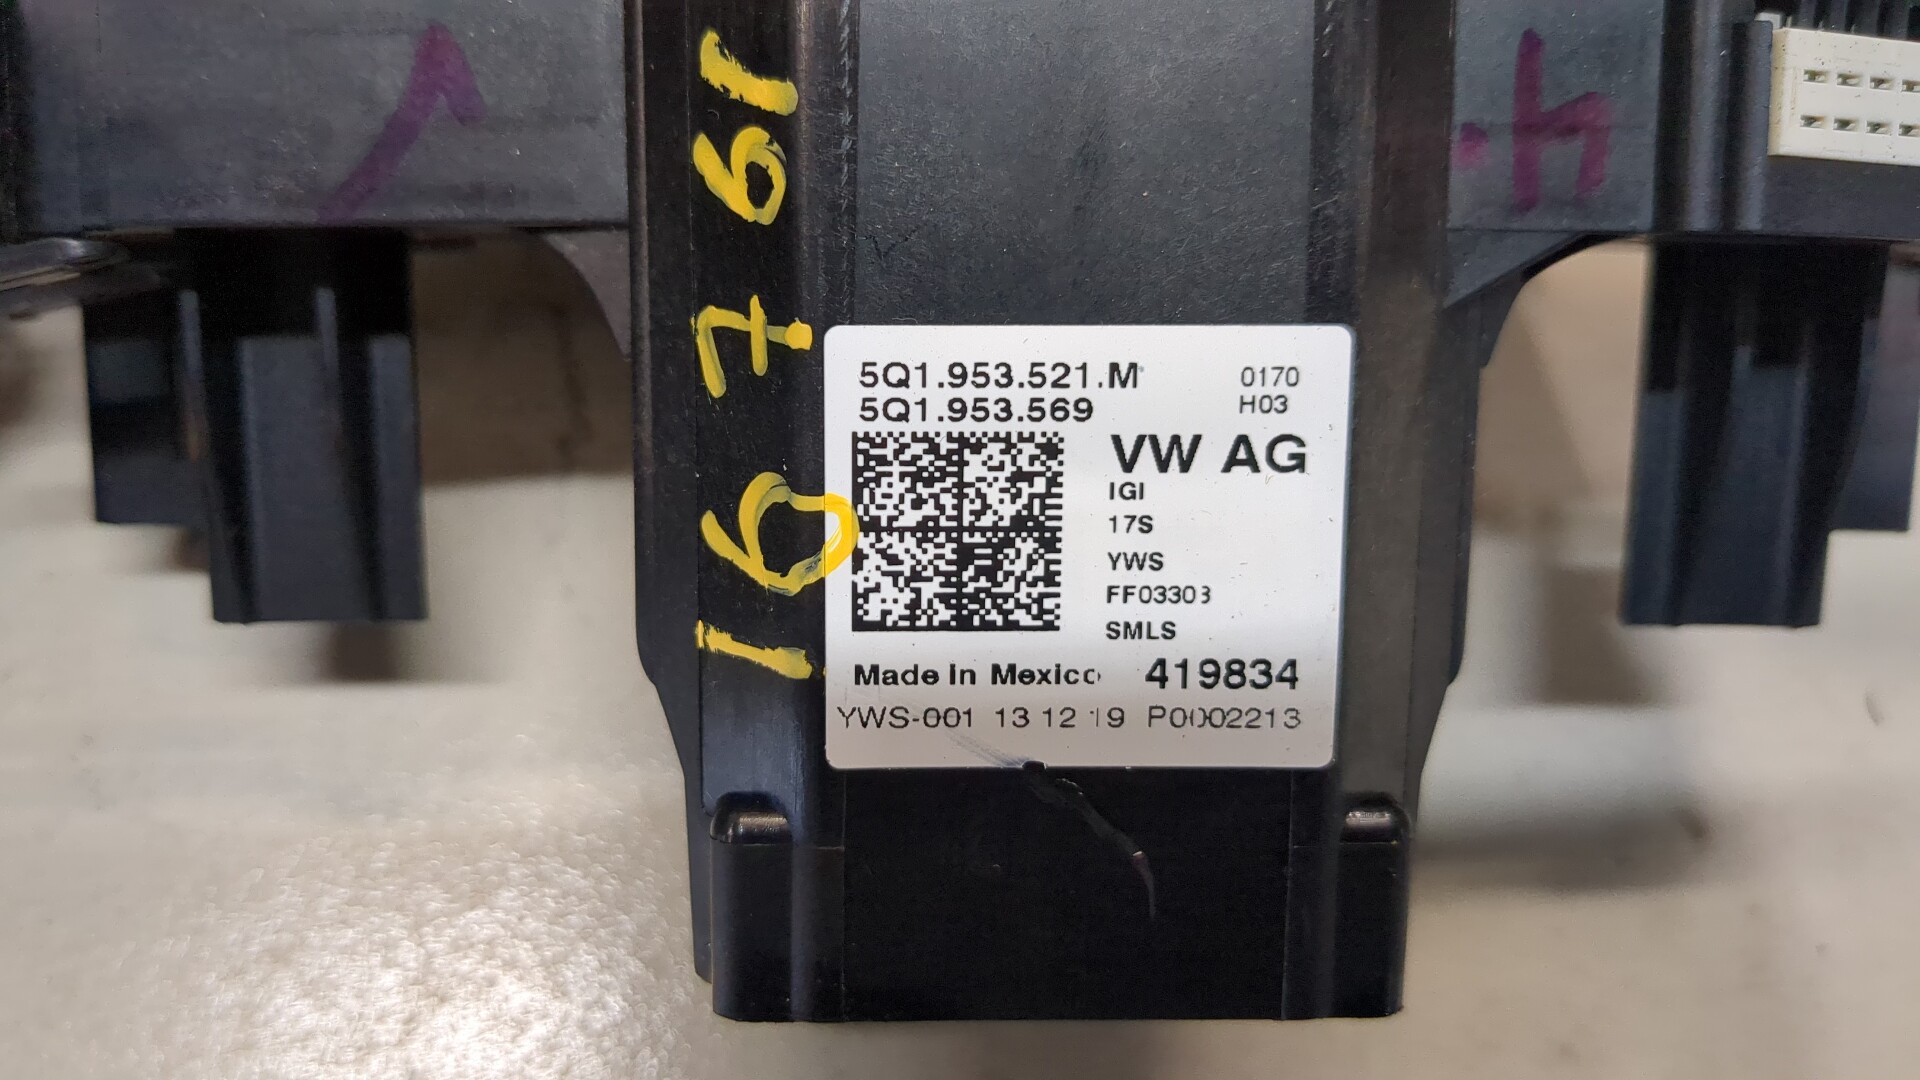 5Q1.953.521.M
5Q1.953.569
0170
H03
VW AG
IGI
17S
YWS
FF03303
SMLS
Made In Mexico 419834
YWS-001 13 12 19 P0002213